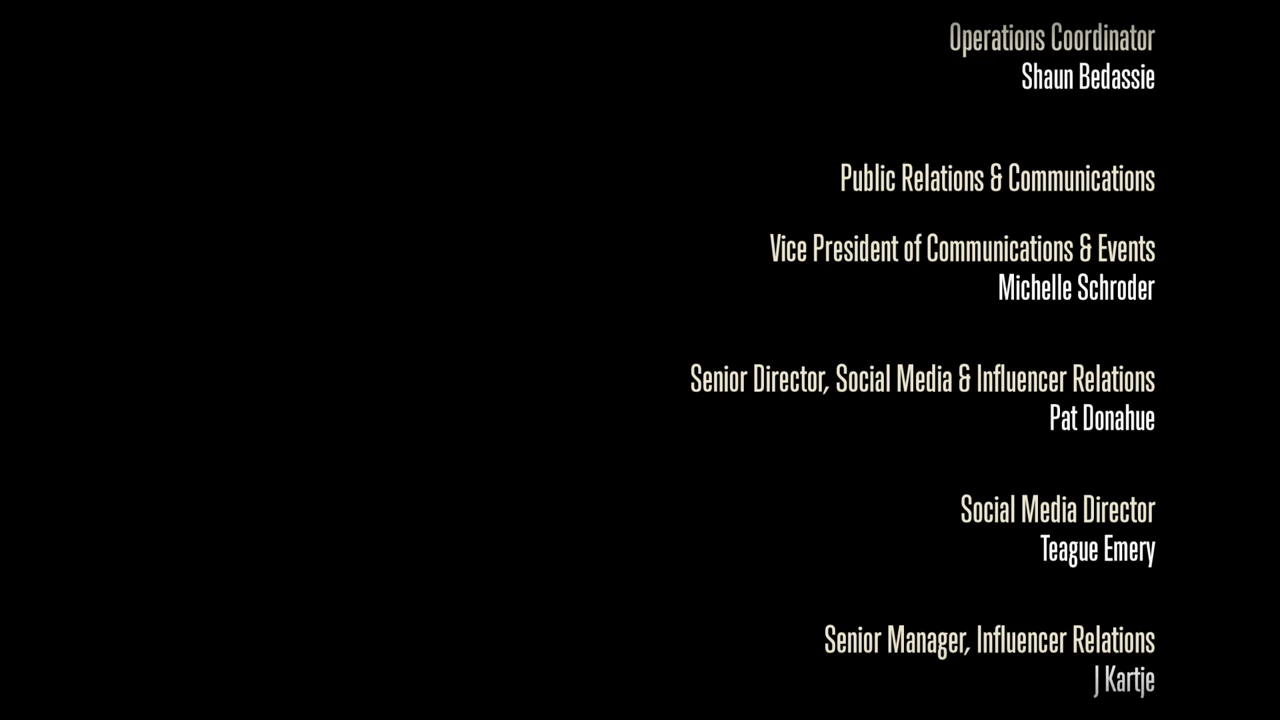 Operations Coordinator
Shaun Bedassie
Public Relations & Communications
Vice President of Communications & Events
Michelle Schroder
Senior Director, Social Media & Influencer Relations
Pat Donahue
Social Media Director
Teague Emery
Senior Manager, Influencer Relations
J Kartje